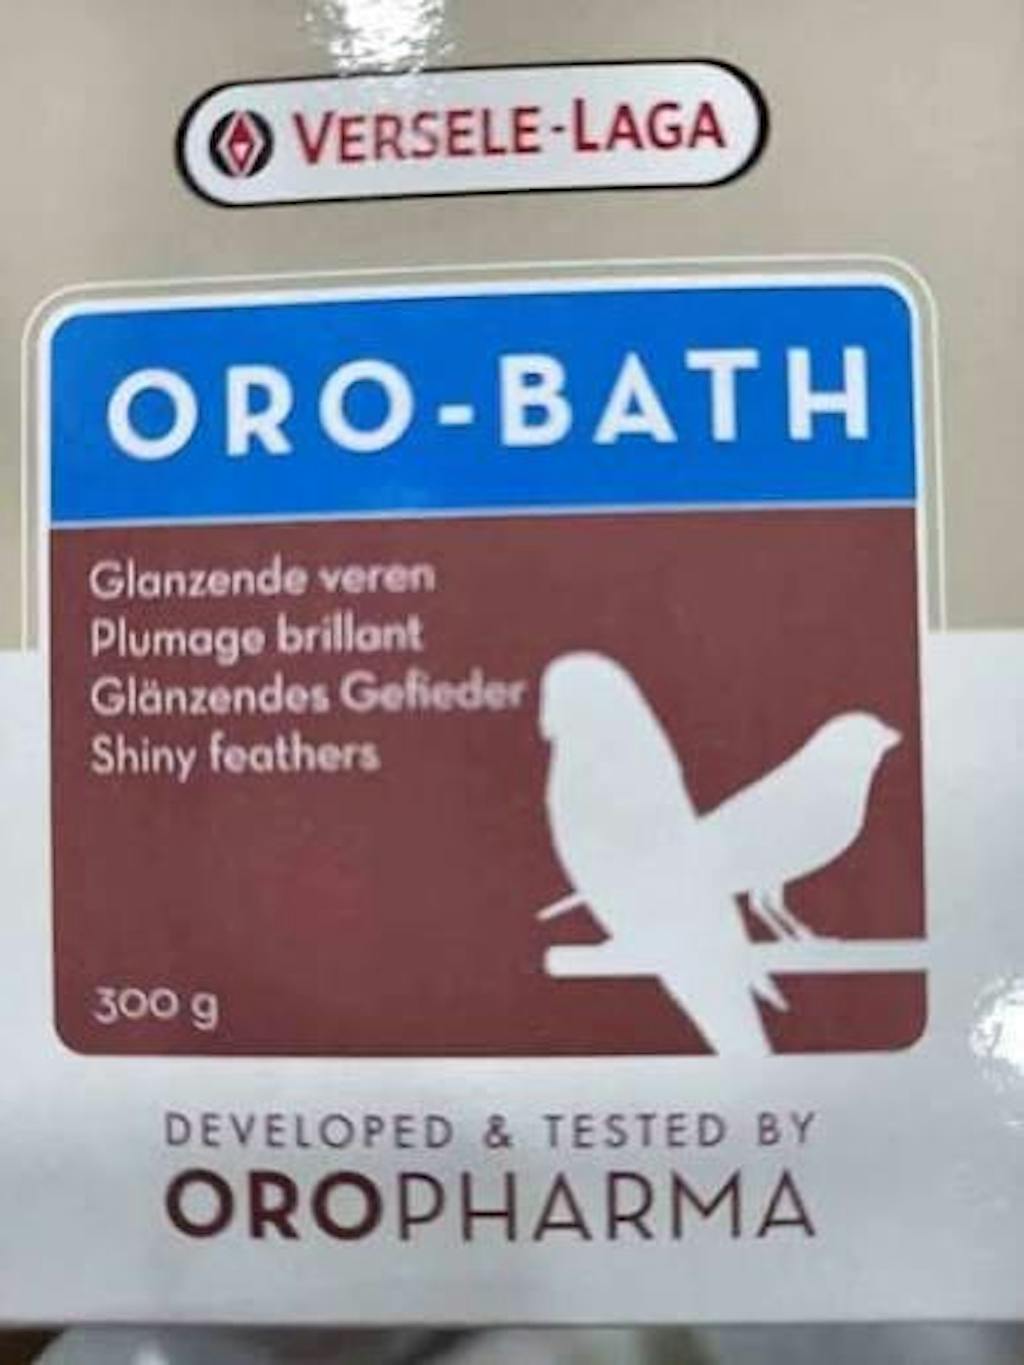 VERSELE-LAGA
ORO-BATH
Glanzende veren
Plumage brillant
Glänzendes Gefieder
Shiny feathers
300 g
DEVELOPED & TESTED BY
OROPHARMA